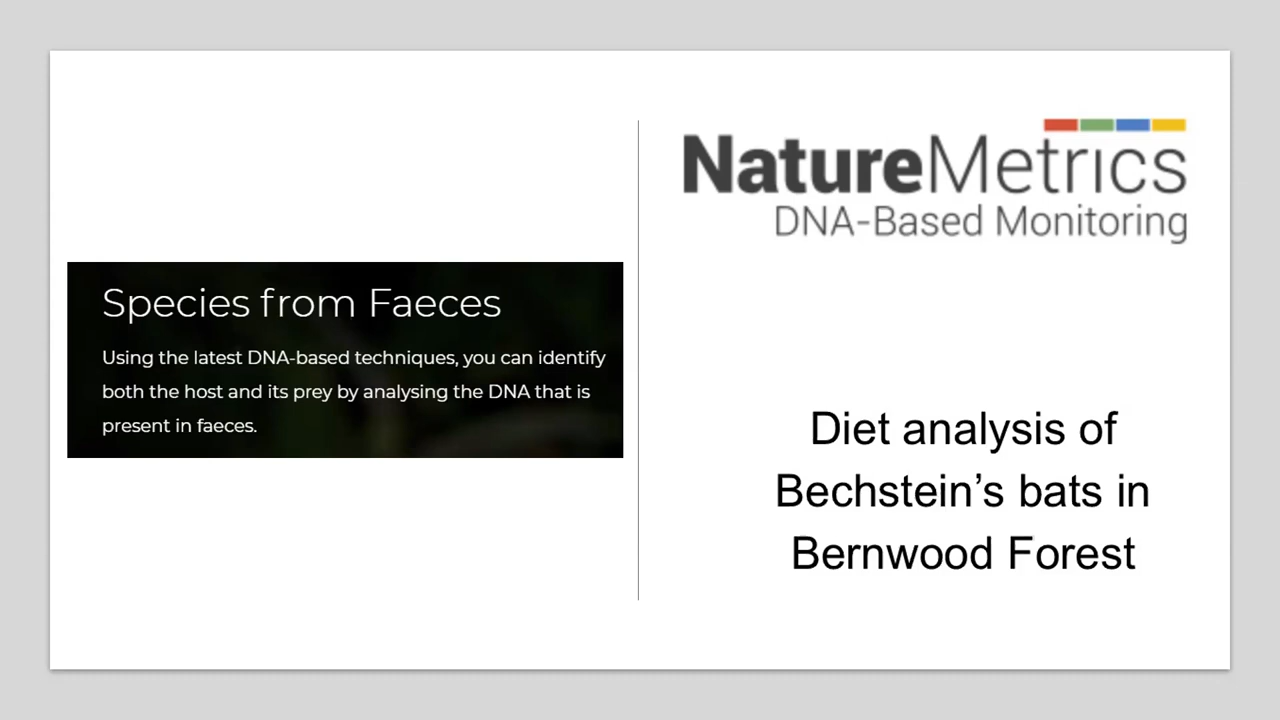 Species from Faeces
Using the latest DNA-based techniques, you can identify
both the host and its prey by analysing the DNA that is
present in faeces.
NatureMetrics
DNA-Based Monitoring
Diet analysis of
Bechstein’s bats in
Bernwood Forest